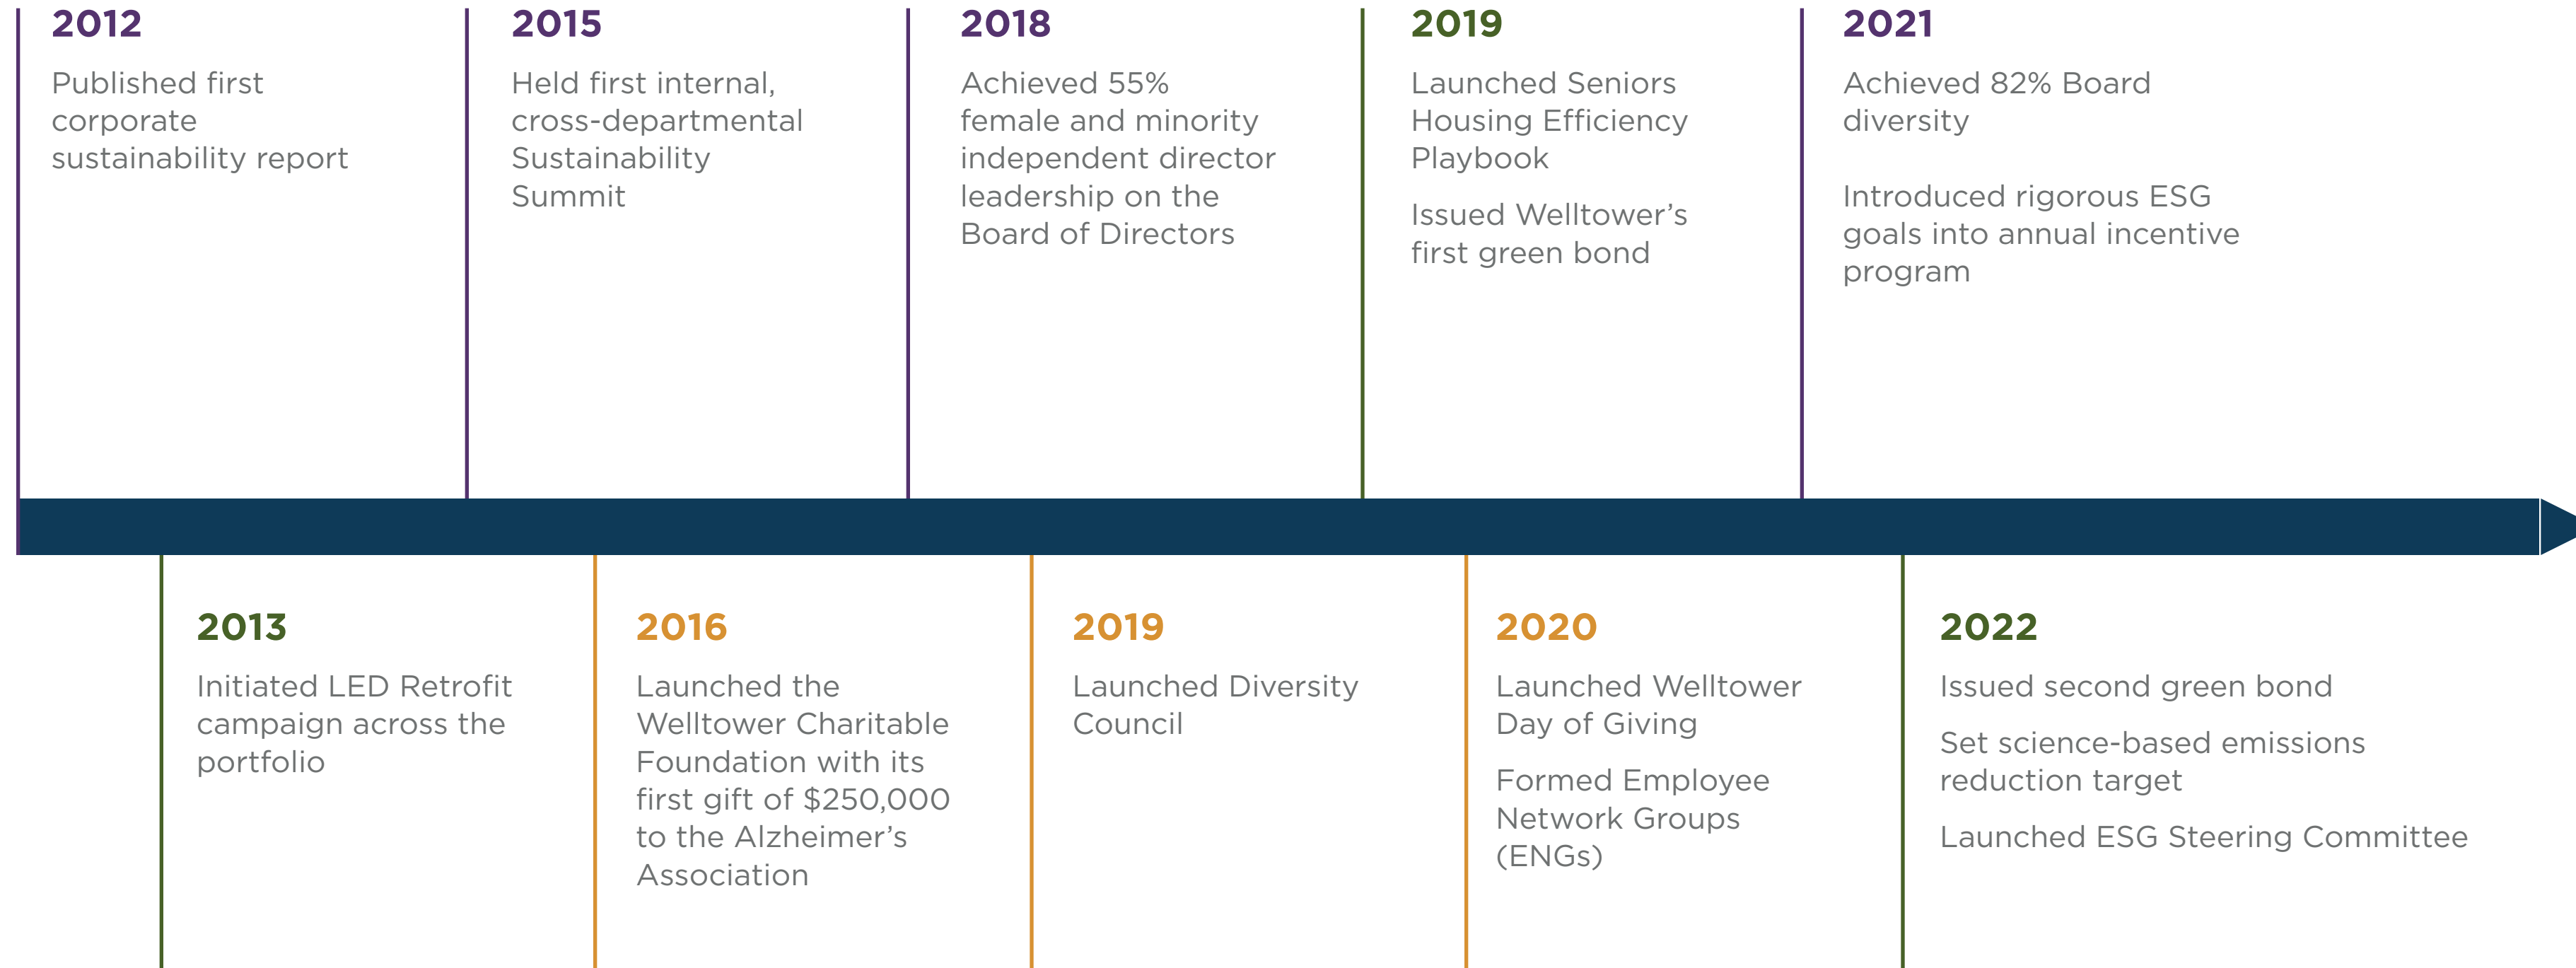 2012
Published first
corporate
sustainability report
2015
Held first internal,
cross-departmental
Sustainability
Summit
2018
Achieved 55%
female and minority
independent director
leadership on the
Board of Directors
2019
Launched Seniors
Housing Efficiency
Playbook
Issued Welltower’s
first green bond
2021
Achieved 82% Board
diversity
Introduced rigorous ESG
goals into annual incentive
program
2013
Initiated LED Retrofit
campaign across the
portfolio
2016
Launched the
Welltower Charitable
Foundation with its
first gift of $250,000
to the Alzheimer’s
Association
2019
Launched Diversity
Council
2020
Launched Welltower
Day of Giving
Formed Employee
Network Groups
(ENGs)
2022
Issued second green bond
Set science-based emissions
reduction target
Launched ESG Steering Committee